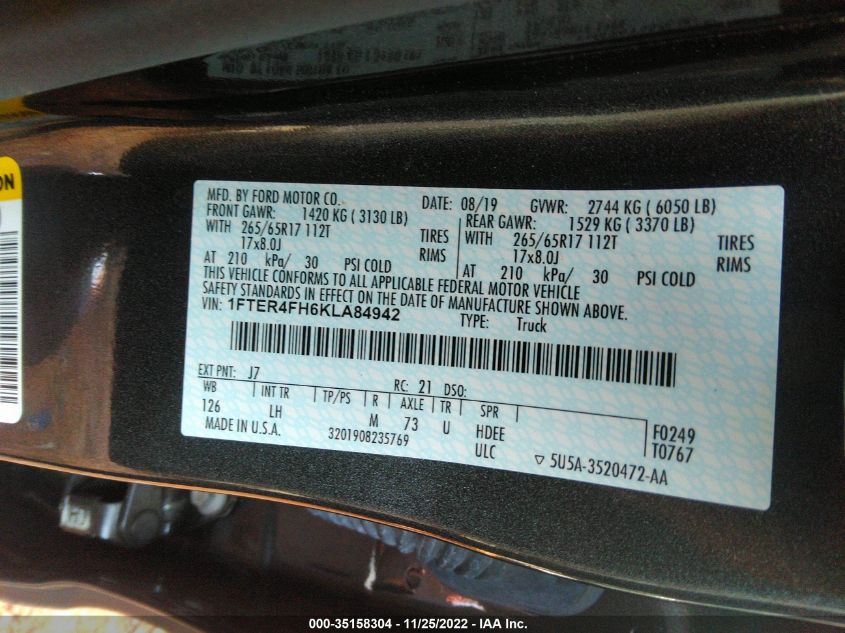 ON
MFD. BY FORD MOTOR CO.
DATE: 08/19 GVWR: 2744 KG ( 6050 LB)
FRONT GAWR: 1420 KG ( 3130 LB)
REAR GAWR: 1529 KG ( 3370 LB)
WITH 265/65R17 112T TIRES
WITH 265/65R17 112T TIRES
17x8.0J RIMS
17x8.0J RIMS
AT 210 kPa/ 30 PSI COLD
AT 210 kPa/ 30 PSI COLD
THIS VEHICLE CONFORMS TO ALL APPLICABLE FEDERAL MOTOR VEHICLE
SAFETY STANDARDS IN EFFECT ON THE DATE OF MANUFACTURE SHOWN ABOVE.
VIN: 1FTER4FH6KLA84942
TYPE: Truck
EXT PNT: J7 RC: 21 DSO:
WB INT TR TP/PS R AXLE TR SPR
126 LH M 73 U HDEE F0249
ULC T0767
MADE IN U.S.A. 3201908235769
▽ 5U5A-3520472-AA
000-35158304 - 11/25/2022 - IAA Inc.